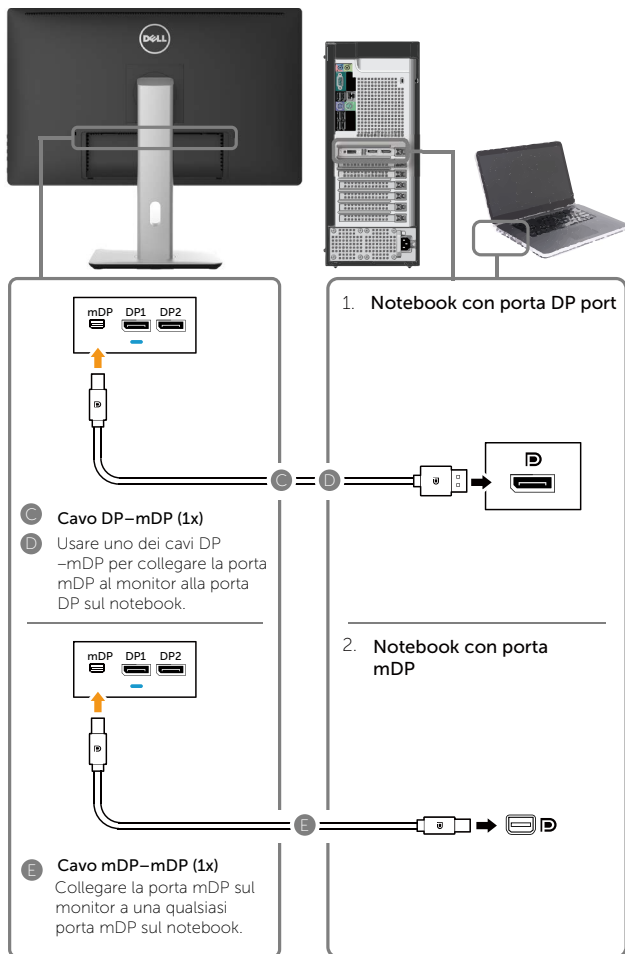 DELL
1. Notebook con porta DP port
mDP DP1 DP2
C D
C Cavo DP–mDP (1x)
D Usare uno dei cavi DP
–mDP per collegare la porta
mDP al monitor alla porta
DP sul notebook.
2. Notebook con porta
mDP
mDP DP1 DP2
E
E Cavo mDP–mDP (1x)
Collegare la porta mDP sul
monitor a una qualsiasi
porta mDP sul notebook.